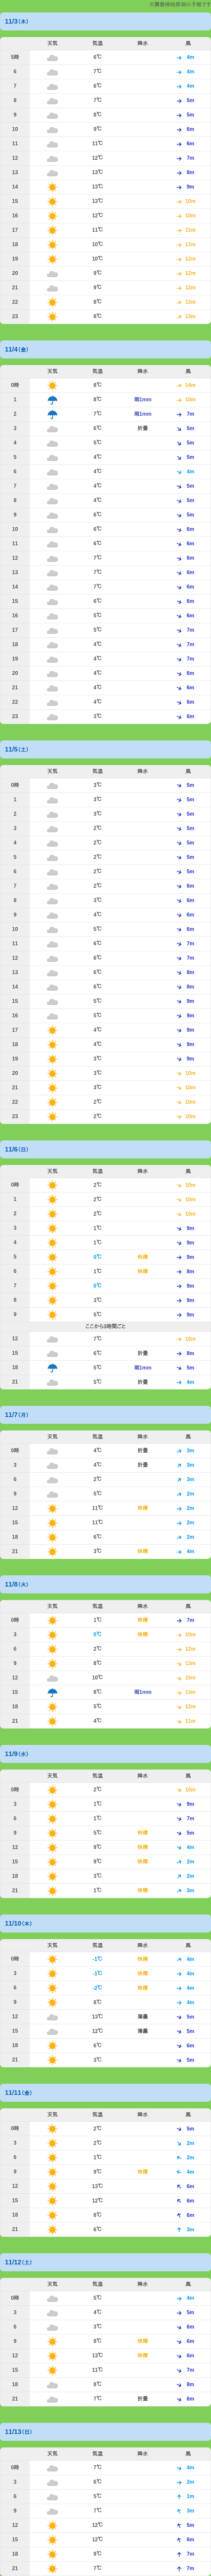 ※裏磐梯桧原湖の予報です
11/3(木)
天気 気温 降水 風
5時 6℃ 4m
6 7℃ 4m
7 6℃ 4m
8 7℃ 5m
9 8℃ 5m
10 9℃ 6m
11 11℃ 6m
12 12℃ 7m
13 13℃ 8m
14 13℃ 9m
15 13℃ 10m
16 12℃ 10m
17 11℃ 11m
18 10℃ 11m
19 10℃ 12m
20 9℃ 12m
21 9℃ 12m
22 8℃ 13m
23 8℃ 13m
11/4(金)
天気 気温 降水 風
0時 8℃ 14m
1 8℃ 雨1mm 10m
2 7℃ 雨1mm 7m
3 6℃ 折畳 5m
4 5℃ 5m
5 4℃ 5m
6 4℃ 4m
7 4℃ 5m
8 4℃ 5m
9 6℃ 5m
10 6℃ 6m
11 6℃ 6m
12 7℃ 6m
13 7℃ 6m
14 7℃ 6m
15 6℃ 6m
16 5℃ 6m
17 5℃ 7m
18 4℃ 7m
19 4℃ 7m
20 4℃ 6m
21 4℃ 6m
22 4℃ 6m
23 3℃ 6m
11/5(土)
天気 気温 降水 風
0時 3℃ 5m
1 3℃ 5m
2 3℃ 5m
3 2℃ 5m
4 2℃ 5m
5 2℃ 5m
6 2℃ 5m
7 2℃ 6m
8 3℃ 6m
9 4℃ 6m
10 5℃ 6m
11 6℃ 7m
12 6℃ 7m
13 6℃ 8m
14 6℃ 8m
15 5℃ 9m
16 5℃ 9m
17 4℃ 9m
18 4℃ 9m
19 3℃ 9m
20 3℃ 10m
21 3℃ 10m
22 2℃ 10m
23 2℃ 10m
11/6(日)
天気 気温 降水 風
0時 2℃ 10m
1 2℃ 10m
2 2℃ 10m
3 1℃ 9m
4 1℃ 9m
5 0℃ 快晴 9m
6 1℃ 快晴 8m
7 0℃ 9m
8 3℃ 9m
9 5℃ 9m
ここから3時間ごと
12 7℃ 10m
15 6℃ 折畳 8m
18 5℃ 雨1mm 5m
21 5℃ 折畳 4m
11/7(月)
天気 気温 降水 風
0時 4℃ 折畳 3m
3 4℃ 折畳 3m
6 2℃ 3m
9 5℃ 2m
12 11℃ 快晴 2m
15 11℃ 2m
18 6℃ 2m
21 3℃ 快晴 4m
11/8(火)
天気 気温 降水 風
0時 1℃ 快晴 7m
3 0℃ 快晴 10m
6 2℃ 12m
9 8℃ 13m
12 10℃ 15m
15 8℃ 雨1mm 13m
18 5℃ 12m
21 4℃ 11m
11/9(水)
天気 気温 降水 風
0時 2℃ 10m
3 1℃ 9m
6 1℃ 7m
9 5℃ 快晴 5m
12 9℃ 快晴 4m
15 9℃ 快晴 2m
18 3℃ 2m
21 1℃ 快晴 3m
11/10(木)
天気 気温 降水 風
0時 -1℃ 快晴 4m
3 -1℃ 快晴 4m
6 -2℃ 快晴 4m
9 8℃ 4m
12 13℃ 薄曇 5m
15 12℃ 薄曇 5m
18 6℃ 6m
21 3℃ 5m
11/11(金)
天気 気温 降水 風
0時 2℃ 5m
3 2℃ 2m
6 1℃ 2m
9 9℃ 快晴 4m
12 13℃ 6m
15 12℃ 6m
18 8℃ 6m
21 6℃ 3m
11/12(土)
天気 気温 降水 風
0時 5℃ 4m
3 4℃ 5m
6 3℃ 6m
9 8℃ 快晴 6m
12 13℃ 快晴 6m
15 11℃ 7m
18 8℃ 8m
21 7℃ 折畳 6m
11/13(日)
天気 気温 降水 風
0時 7℃ 4m
3 6℃ 2m
6 5℃ 1m
9 7℃ 3m
12 12℃ 5m
15 12℃ 6m
18 9℃ 7m
21 7℃ 7m